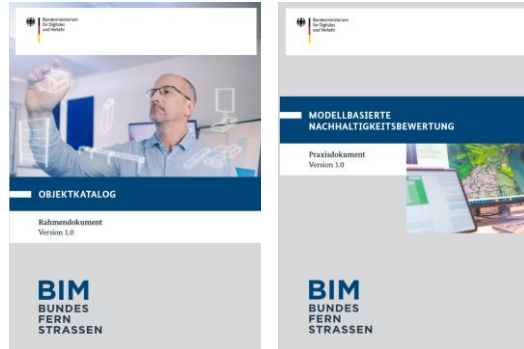 Bundesministerium
für Digitales
und Verkehr
OBJEKTKATALOG
Rahmendokument
Version 1.0
BIM
BUNDES
FERN
STRASSEN
Bundesministerium
für Digitales
und Verkehr
MODELLBASIERTE
NACHHALTIGKEITSBEWERTUNG
Praxisdokument
Version 1.0
BIM
BUNDES
FERN
STRASSEN